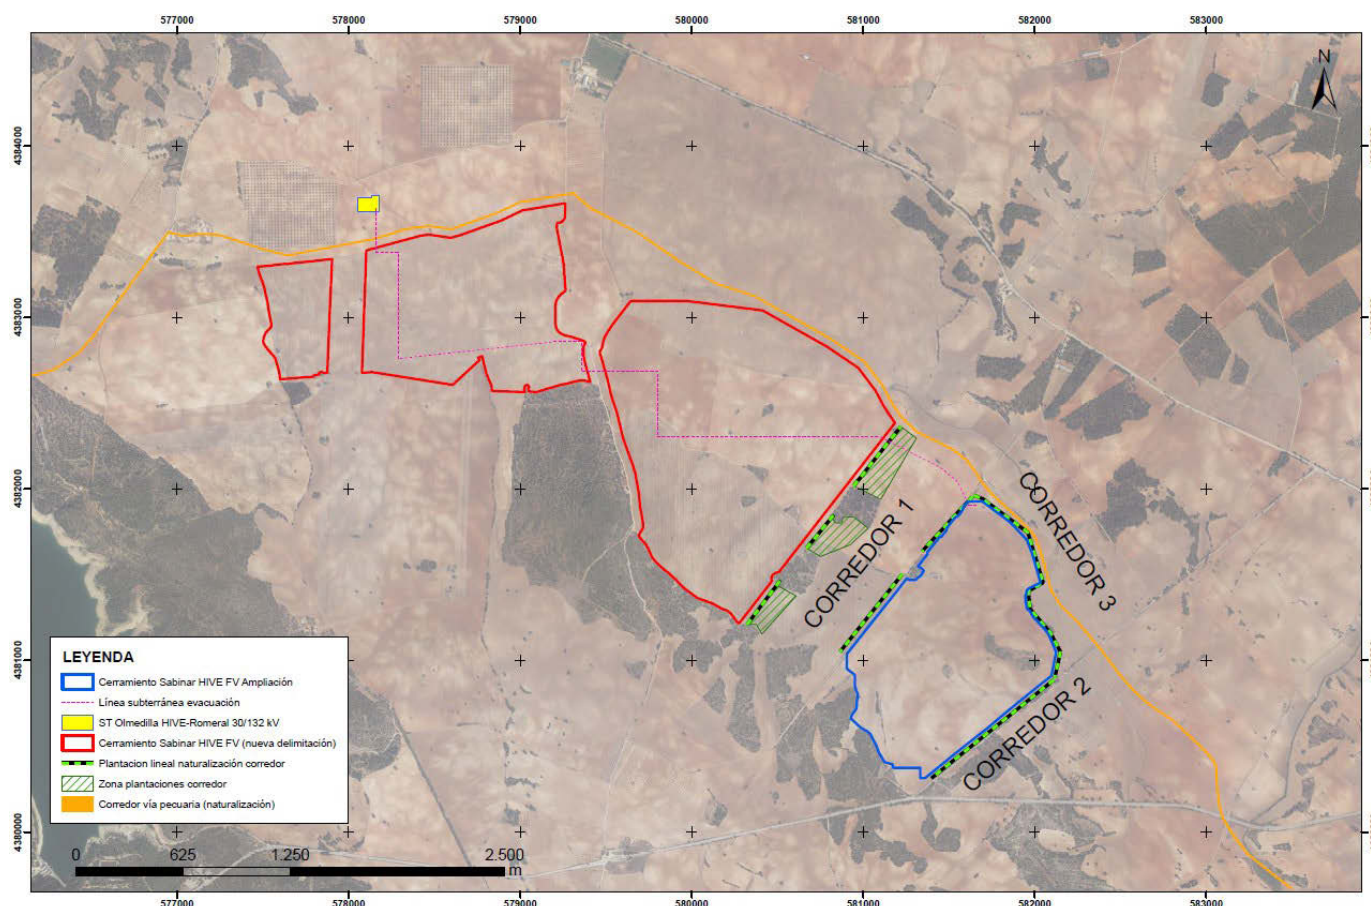 577000 578000 579000 580000 581000 582000 583000
N
4384000
4383000
4382000
4381000
4380000
CORREDOR 1
CORREDOR 3
CORREDOR 2
LEYENDA
Cerramiento Sabinar HIVE FV Ampliación
Línea subterránea evacuación
ST Olmedilla HIVE-Romeral 30/132 kV
Cerramiento Sabinar HIVE FV (nueva delimitación)
Plantacion lineal naturalización corredor
Zona plantaciones corredor
Corredor vía pecuaria (naturalización)
0 625 1.250 2.500
m
577000 578000 579000 580000 581000 582000 583000